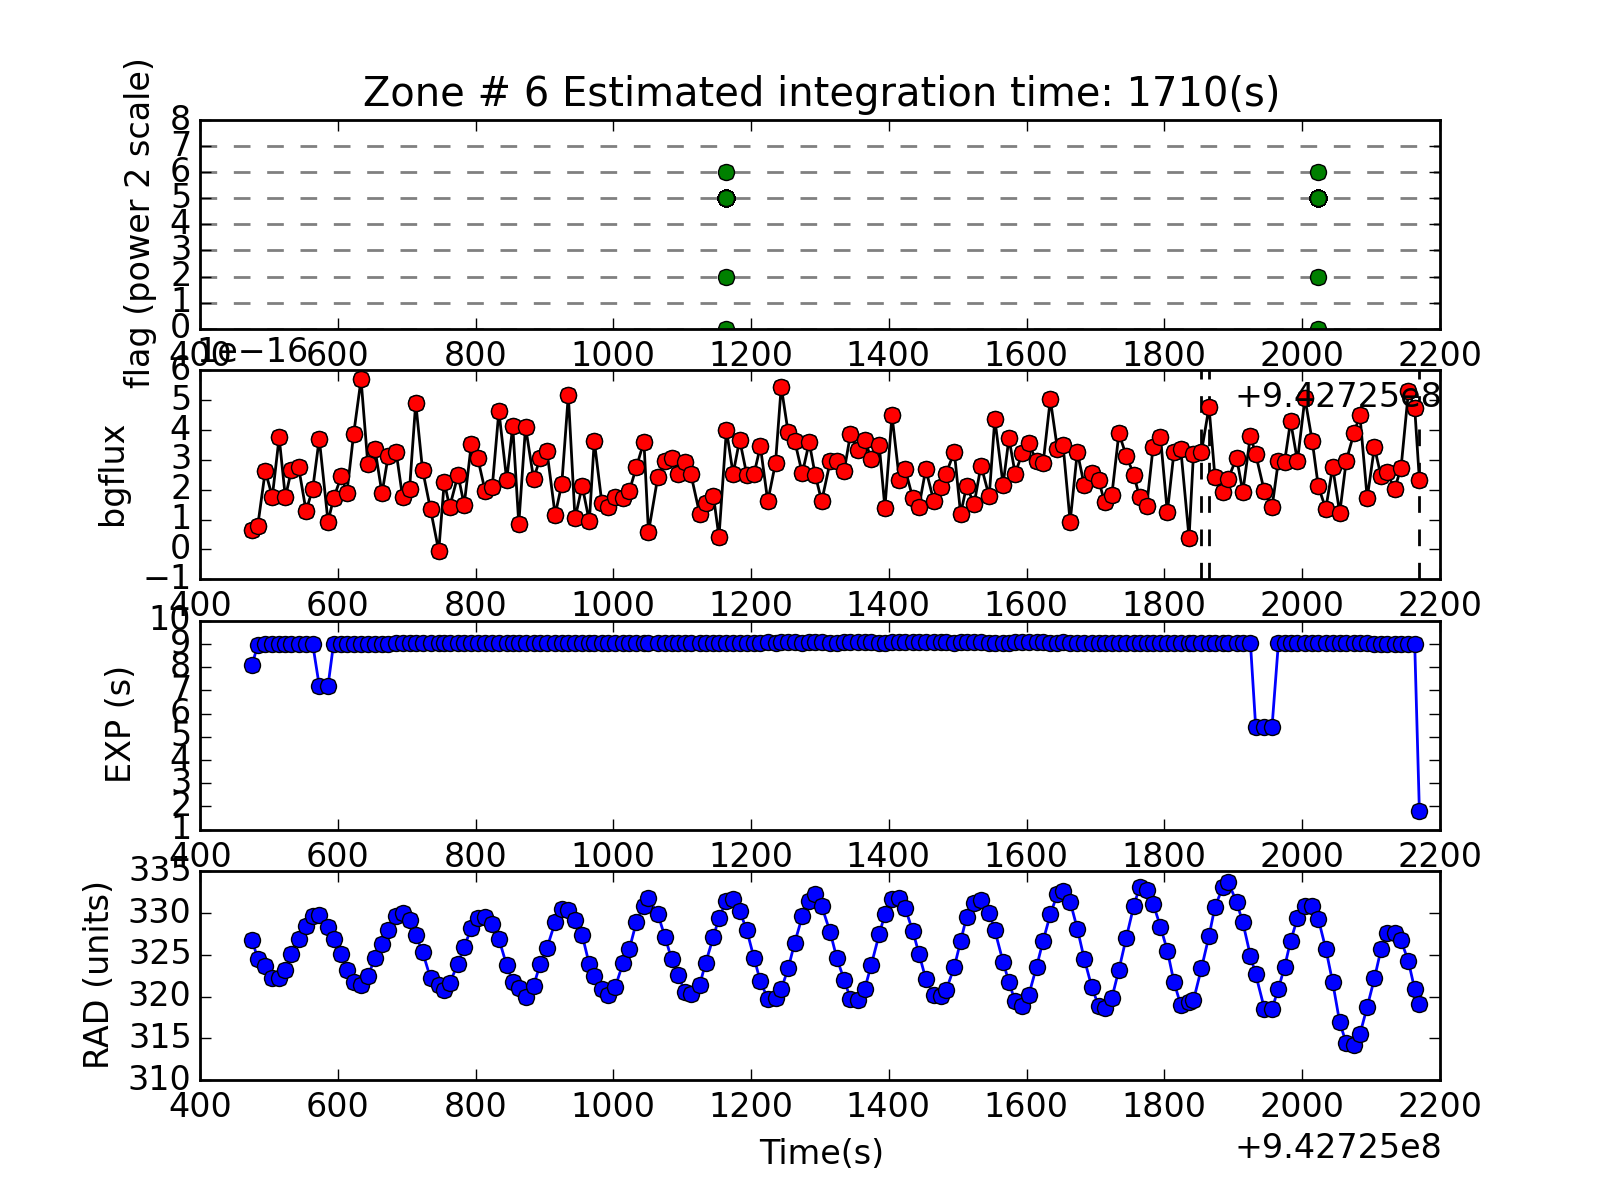 Zone # 6 Estimated integration time: 1710(s)
flag (power 2 scale)
8
7
6
5
4
3
2
1
0
400 600 800 1000 1200 1400 1600 1800 2000 2200
1e−16
+9.42725e8
bgflux
6
5
4
3
2
1
0
−1
400 600 800 1000 1200 1400 1600 1800 2000 2200
EXP (s)
10
9
8
7
6
5
4
3
2
1
400 600 800 1000 1200 1400 1600 1800 2000 2200
RAD (units)
335
330
325
320
315
310
400 600 800 1000 1200 1400 1600 1800 2000 2200
Time(s)
+9.42725e8